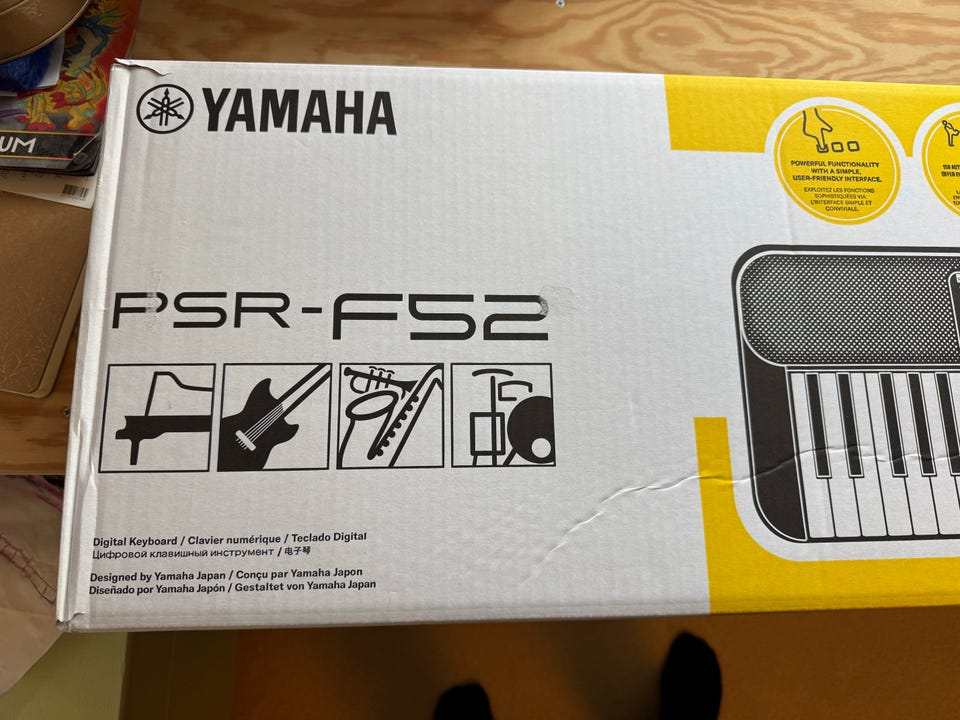 UM
YAMAHA
POWERFUL FUNCTIONALITY
WITH A SIMPLE,
USER-FRIENDLY INTERFACE.
EXPLOITEZ LES FONCTIONS
SOPHISTIQUÉES VIA
L'INTERFACE SIMPLE ET
CONVIVIALE.
PSR-F52
Digital Keyboard / Clavier numérique / Teclado Digital
Цифровой клавишный инструмент / 电子琴
Designed by Yamaha Japan / Conçu par Yamaha Japon
Diseñado por Yamaha Japón / Gestaltet von Yamaha Japan